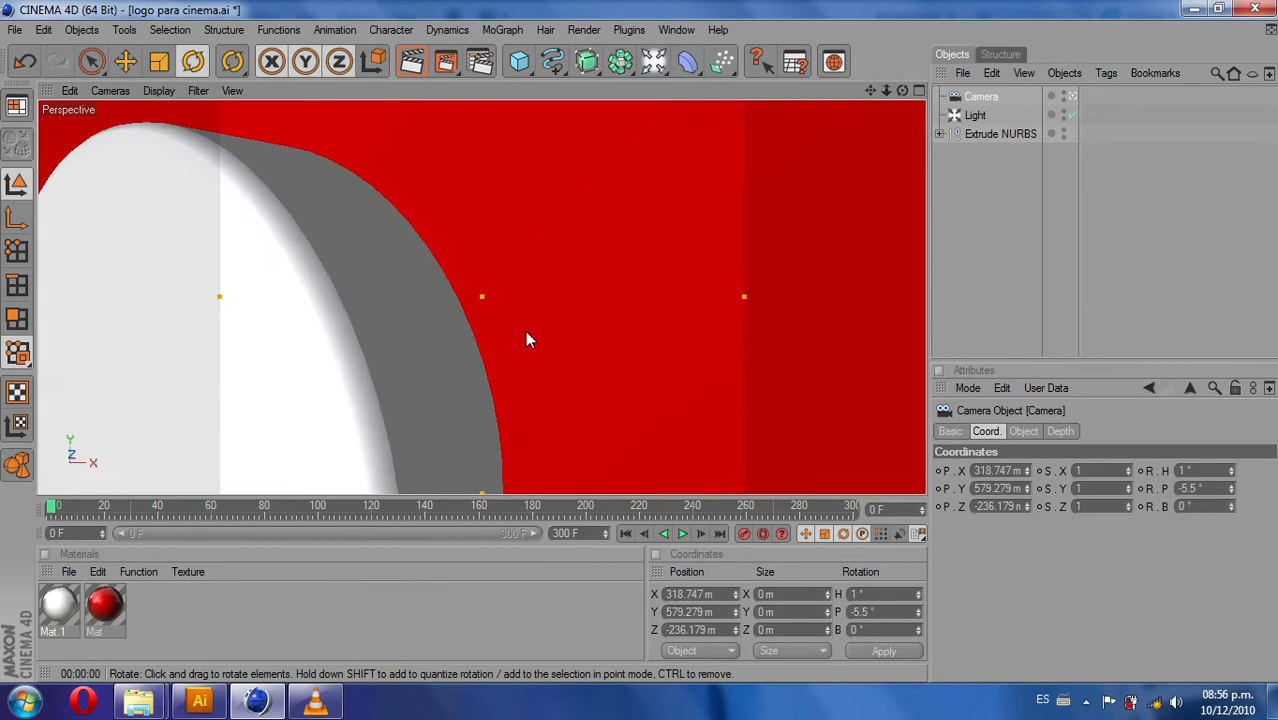 CINEMA 4D (64 Bit) - [logo para cinema.ai *]
File Edit Objects Tools Selection Structure Functions Animation Character Dynamics MoGraph Hair Render Plugins Window Help
Edit Cameras Display Filter View
Perspective
Y
Z X
0 20 40 60 80 100 120 140 160 180 200 220 240 260 280 30(
0 F
0 F 0 F 300 F 300 F
Materials
File Edit Function Texture
Mat.1 Mat
MAXON
CINEMA 4D
Coordinates
Position Size Rotation
X 318.747 m X 0 m H 1 °
Y 579.279 m Y 0 m P -5.5 °
Z -236.179 m Z 0 m B 0 °
Object Size Apply
Objects Structure
File Edit View Objects Tags Bookmarks
Camera
Light
Extrude NURBS
Attributes
Mode Edit User Data
Camera Object [Camera]
Basic Coord. Object Depth
Coordinates
P . X 318.747 m S . X 1 R . H 1 °
P . Y 579.279 m S . Y 1 R . P -5.5 °
P . Z -236.179 n S . Z 1 R . B 0 °
00:00:00 Rotate: Click and drag to rotate elements. Hold down SHIFT to add to quantize rotation / add to the selection in point mode, CTRL to remove.
Ai
ES 08:56 p.m.
10/12/2010